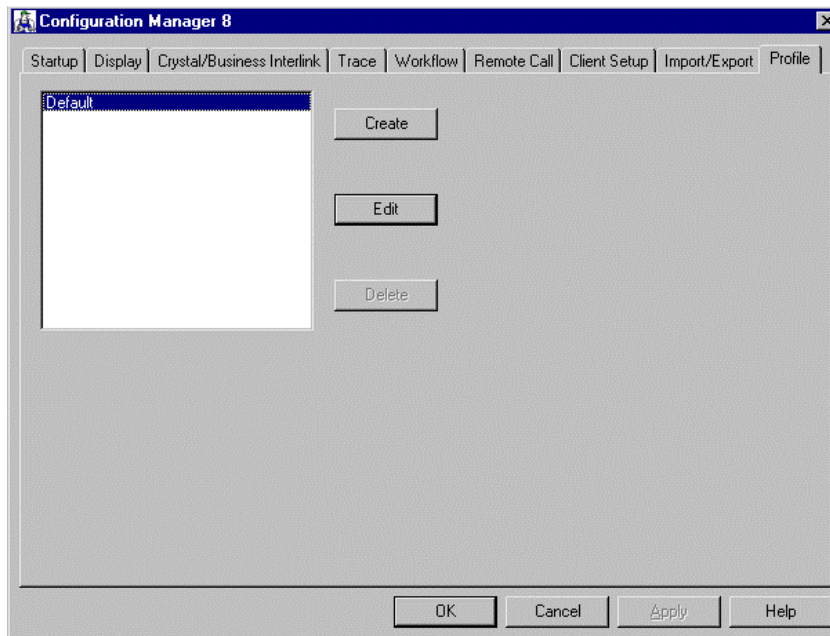 Configuration Manager 8
Startup Display Crystal/Business Interlink Trace Workflow Remote Call Client Setup Import/Export Profile
Default
Create
Edit
Delete
OK Cancel Apply Help